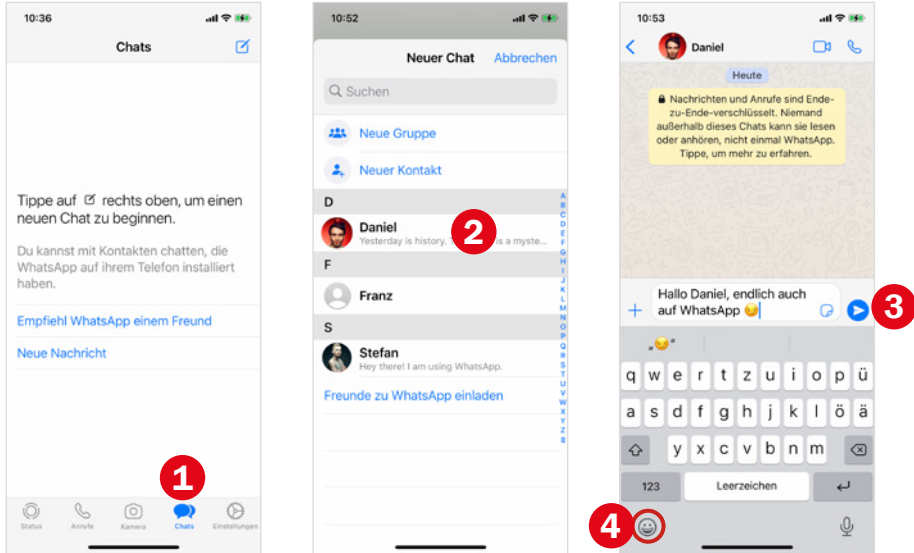 10:36
Chats
Tippe auf rechts oben, um einen
neuen Chat zu beginnen.
Du kannst mit Kontakten chatten, die
WhatsApp auf ihrem Telefon installiert
haben.
Empfiehl WhatsApp einem Freund
Neue Nachricht
1
Status Anrufe Kamera Chats Einstellungen
10:52
Neuer Chat Abbrechen
Suchen
Neue Gruppe
Neuer Kontakt
D
Daniel
Yesterday is history. is a myste...
2
F
Franz
S
Stefan
Hey there! I am using WhatsApp.
Freunde zu WhatsApp einladen
A
B
C
D
E
F
G
H
I
J
K
L
M
N
O
P
Q
R
S
T
U
V
W
X
Y
Z
#
10:53
Daniel
Heute
Nachrichten und Anrufe sind Ende-
zu-Ende-verschlüsselt. Niemand
außerhalb dieses Chats kann sie lesen
oder anhören, nicht einmal WhatsApp.
Tippe, um mehr zu erfahren.
Hallo Daniel, endlich auch
auf WhatsApp 😉
3
„😉“
q w e r t z u i o p ü
a s d f g h j k l ö ä
y x c v b n m
123 Leerzeichen
4